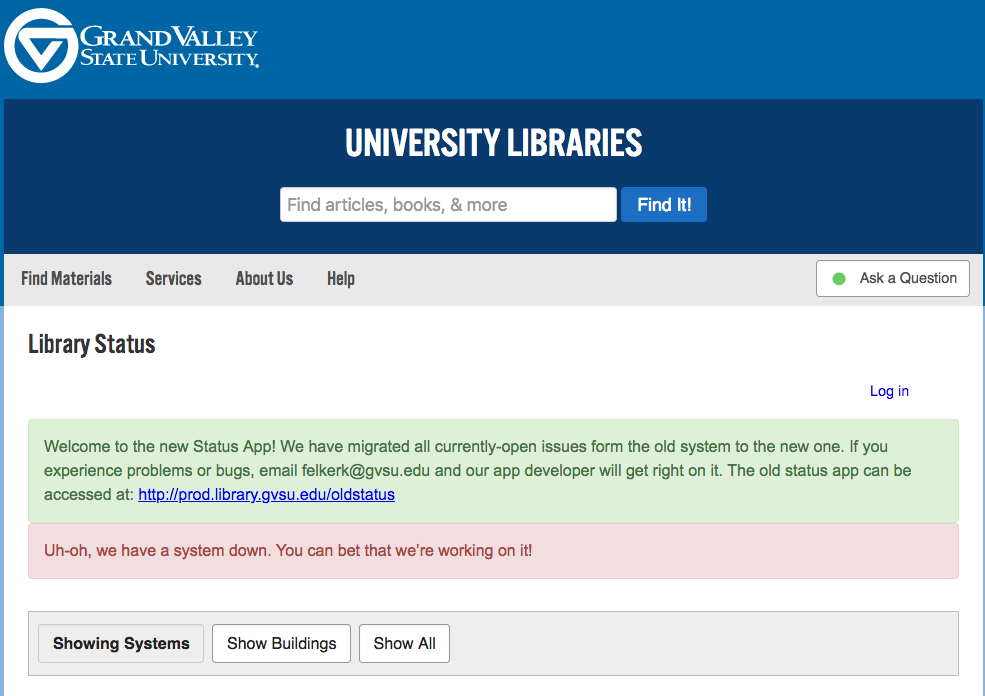 GRAND VALLEY
STATE UNIVERSITY.
UNIVERSITY LIBRARIES
Find articles, books, & more
Find It!
Find Materials
Services
About Us
Help
Ask a Question
Library Status
Log in
Welcome to the new Status App! We have migrated all currently-open issues form the old system to the new one. If you
experience problems or bugs, email felkerk@gvsu.edu and our app developer will get right on it. The old status app can be
accessed at: http://prod.library.gvsu.edu/oldstatus
Uh-oh, we have a system down. You can bet that we’re working on it!
Showing Systems
Show Buildings
Show All